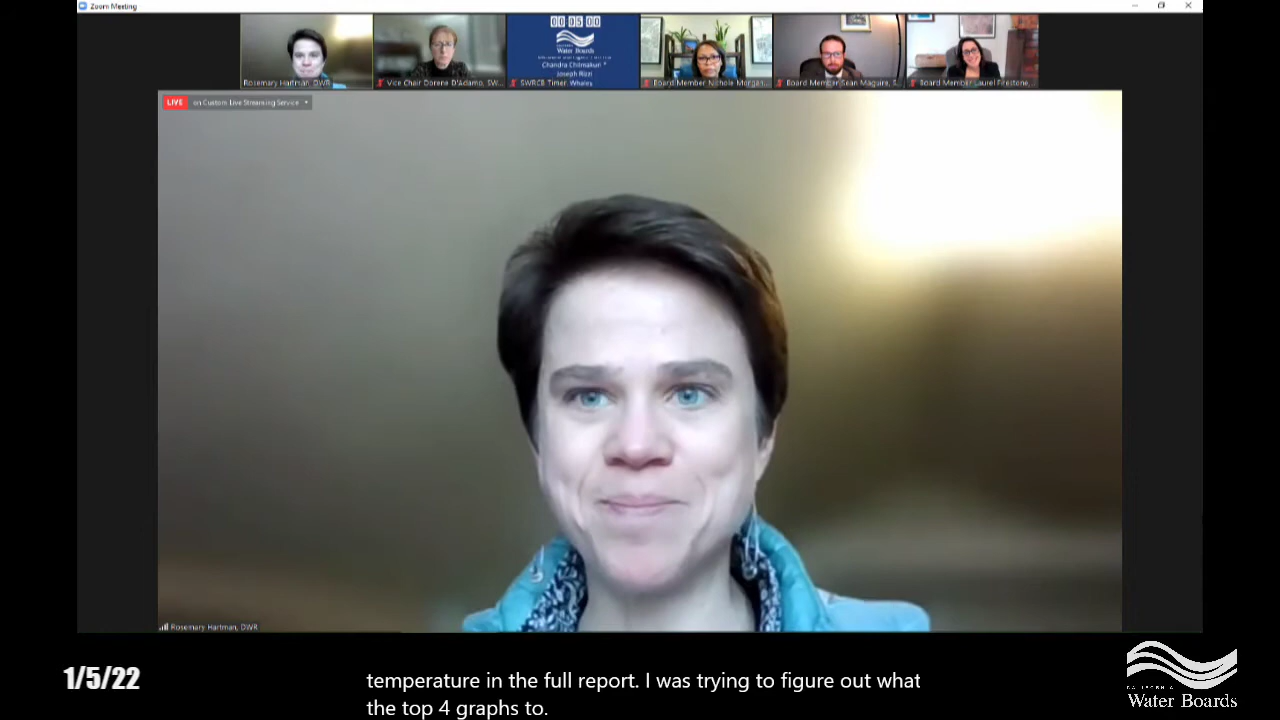 Zoom Meeting
00 05 00
Water Boards
Chandra Chilmakuri *
Joseph Rizzi
Rosemary Hartman, DWR
Vice Chair Dorene D'Adamo, SW...
SWRCB Timer, Whales
Board Member Nichole Morgan...
Board Member Sean Maguire, S...
Board Member Laurel Firestone, ...
LIVE on Custom Live Streaming Service
Rosemary Hartman, DWR
1/5/22
temperature in the full report. I was trying to figure out what
the top 4 graphs to.
CALIFORNIA
Water Boards